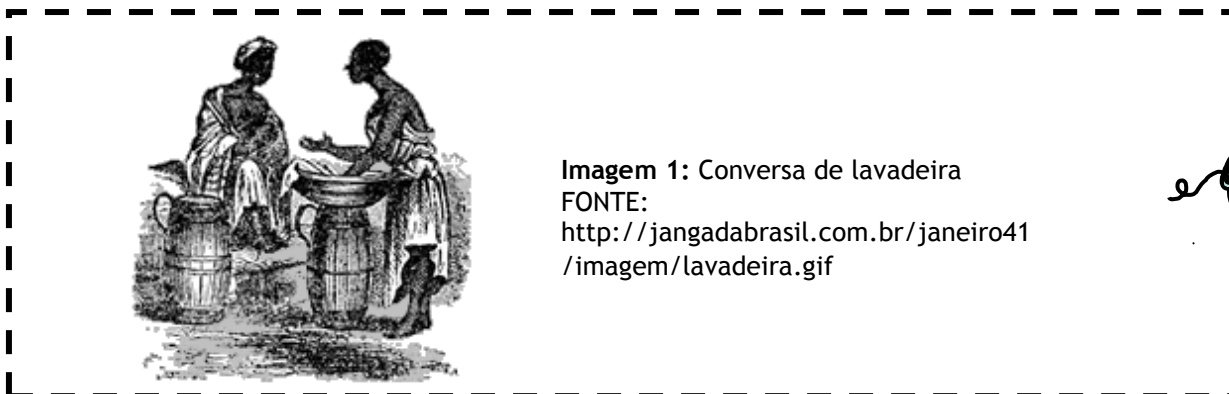 Imagem 1: Conversa de lavadeira
FONTE:
http://jangadabrasil.com.br/janeiro41
/imagem/lavadeira.gif